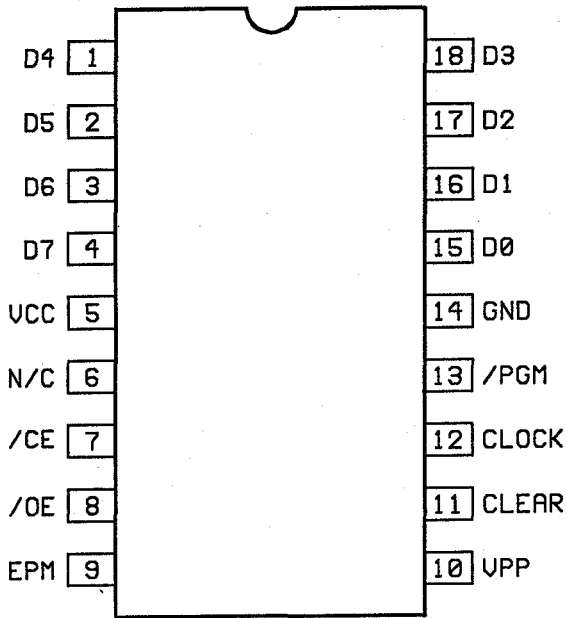 D4 1 18 D3
D5 2 17 D2
D6 3 16 D1
D7 4 15 D0
VCC 5 14 GND
N/C 6 13 /PGM
/CE 7 12 CLOCK
/OE 8 11 CLEAR
EPM 9 10 VPP